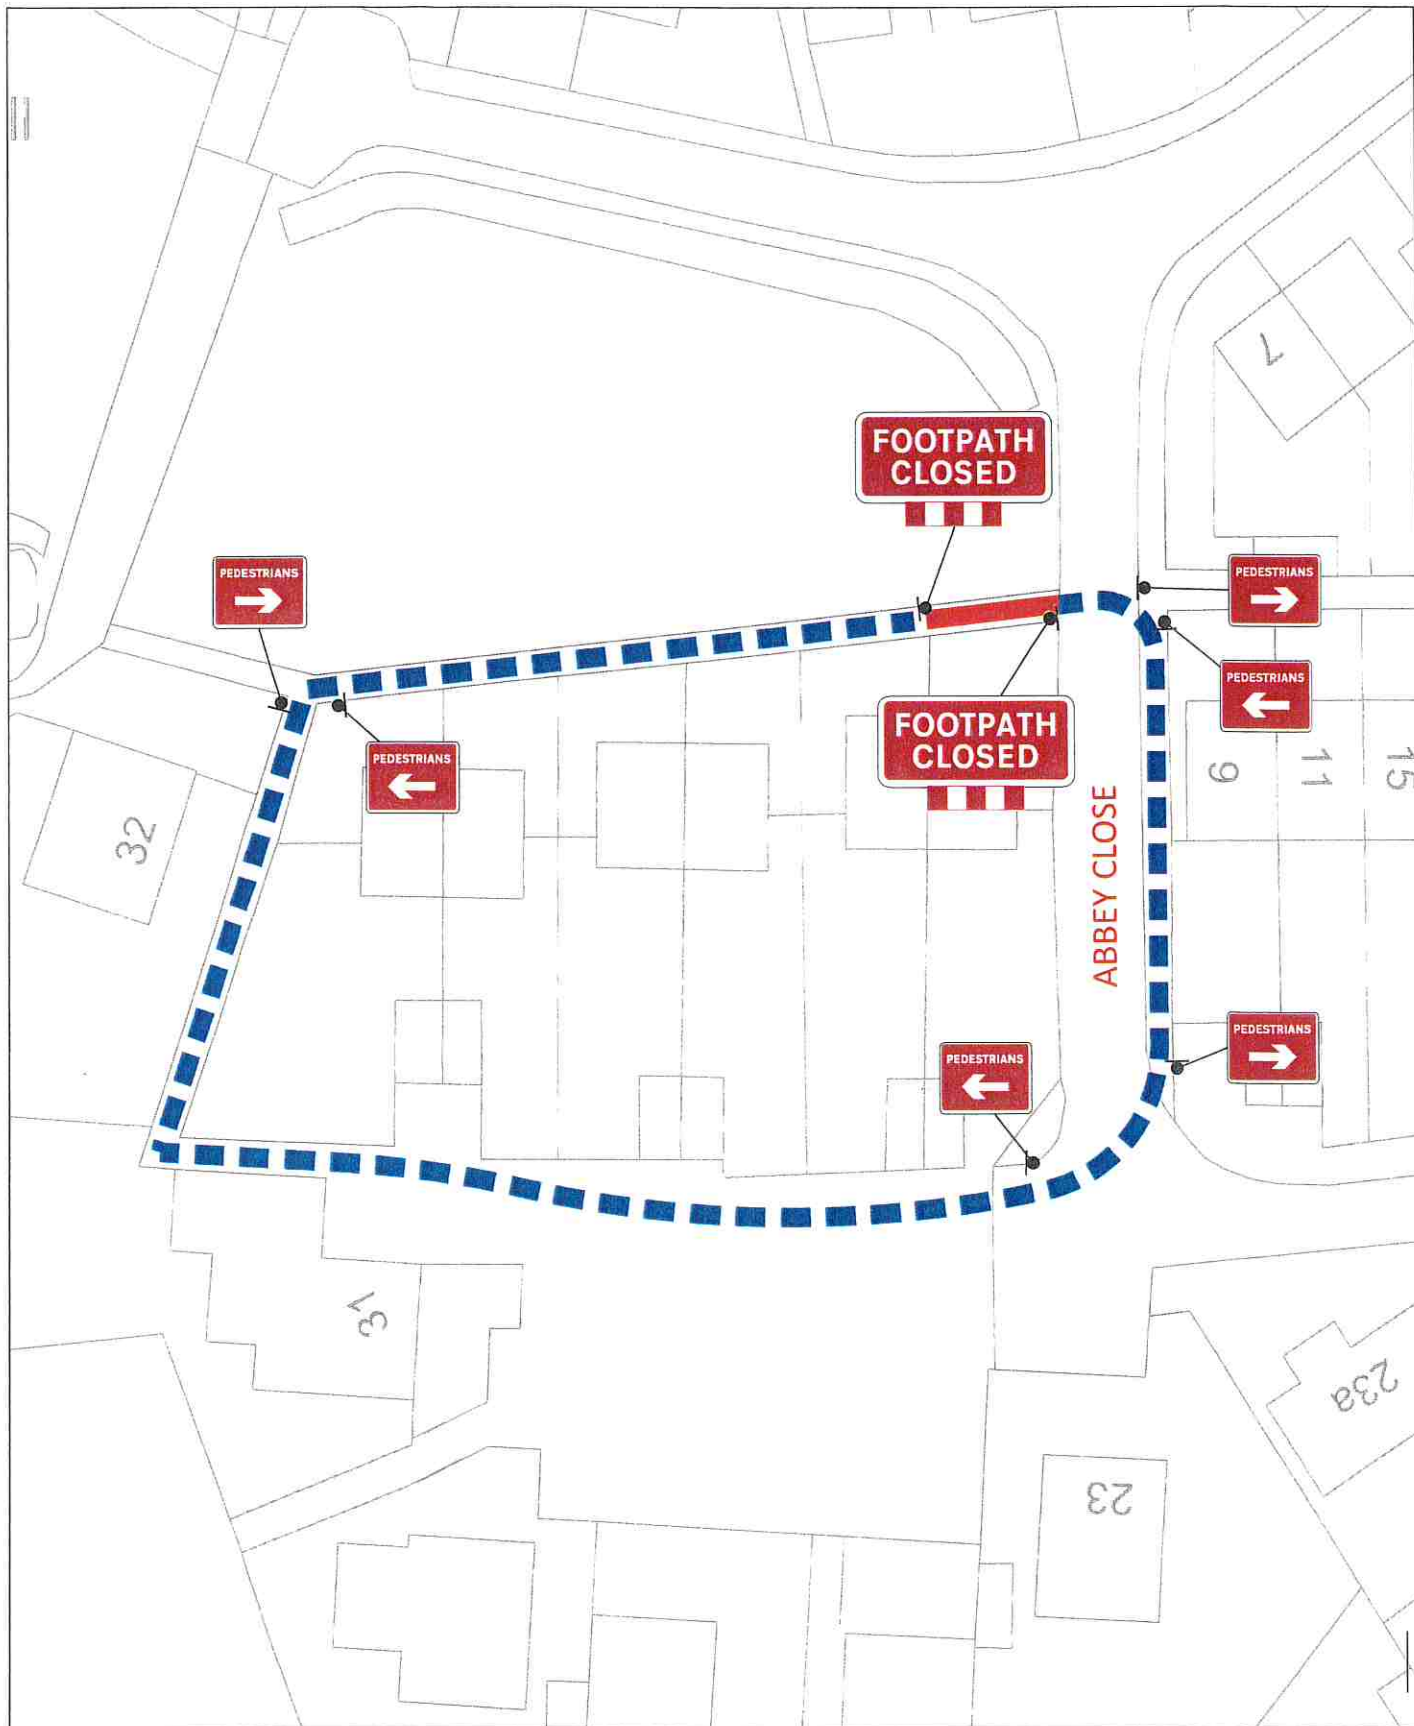 7
FOOTPATH
CLOSED
PEDESTRIANS
PEDESTRIANS
PEDESTRIANS
FOOTPATH
CLOSED
PEDESTRIANS
9
11
15
32
ABBEY CLOSE
PEDESTRIANS
PEDESTRIANS
37
23a
23